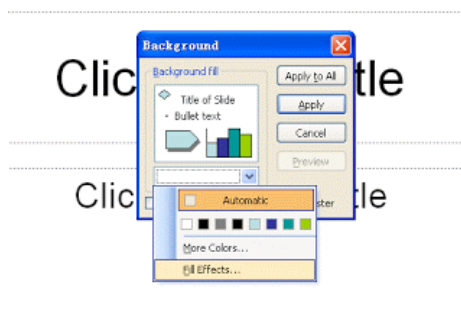 Background
Background fill
Title of Slide
• Bullet text
Apply to All
Apply
Cancel
Preview
Clic
tle
Clic
ster
tle
Automatic
More Colors...
Fill Effects...